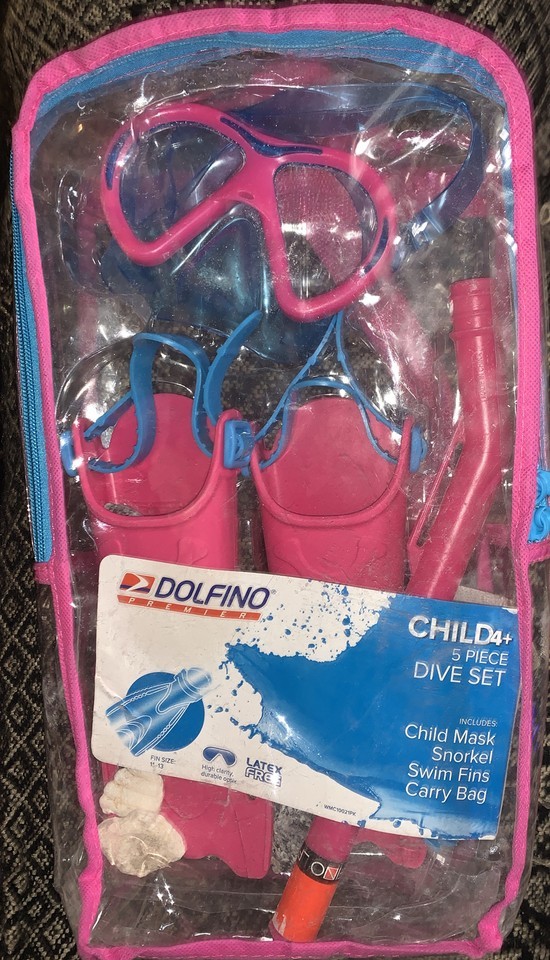 DOLFINO®
PREMIER
CHILD4+
5 PIECE
DIVE SET
INCLUDES:
Child Mask
Snorkel
Swim Fins
Carry Bag
FIN SIZE:
11-13
High clarity,
durable
LATEX
FREE
WMC19021PK